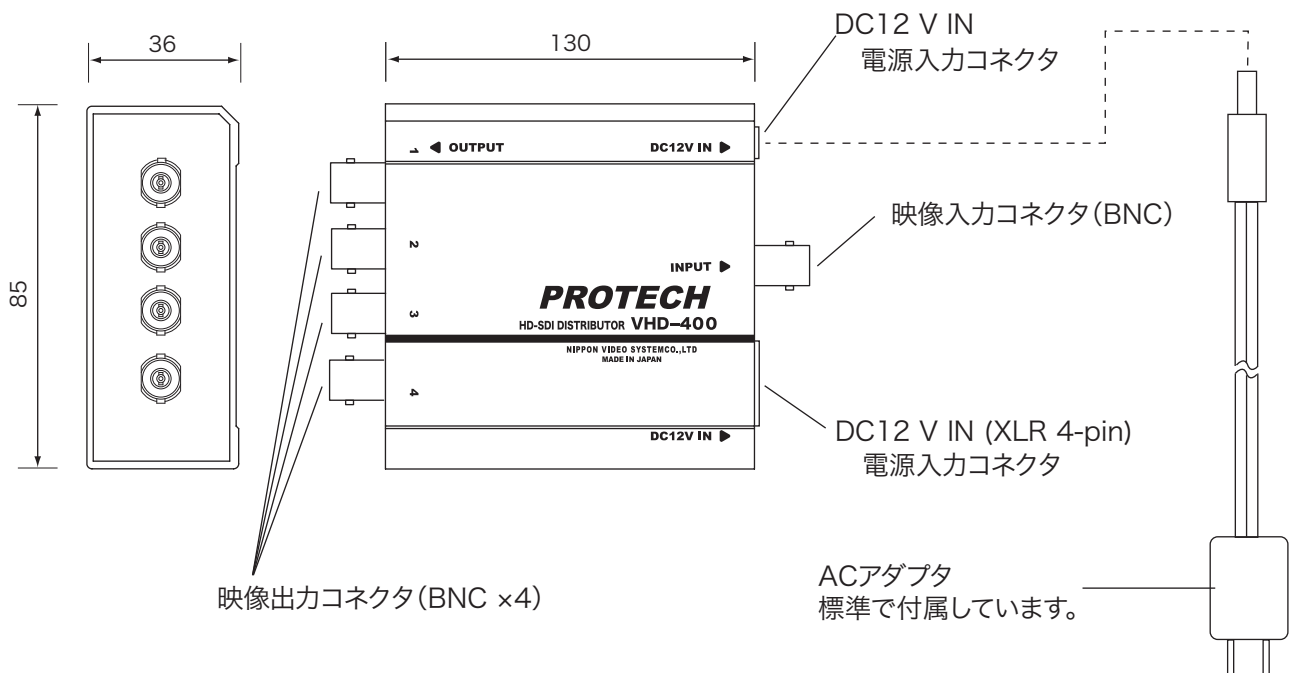 36
130
85
DC12 V IN
電源入力コネクタ
1 ◀ OUTPUT
DC12V IN ▶
2
映像入力コネクタ（BNC）
INPUT ▶
PROTECH
3
HD-SDI DISTRIBUTOR VHD–400
NIPPON VIDEO SYSTEMCO.,LTD
MADE IN JAPAN
4
DC12V IN ▶
DC12 V IN (XLR 4-pin)
電源入力コネクタ
映像出力コネクタ（BNC ×4）
ACアダプタ
標準で付属しています。